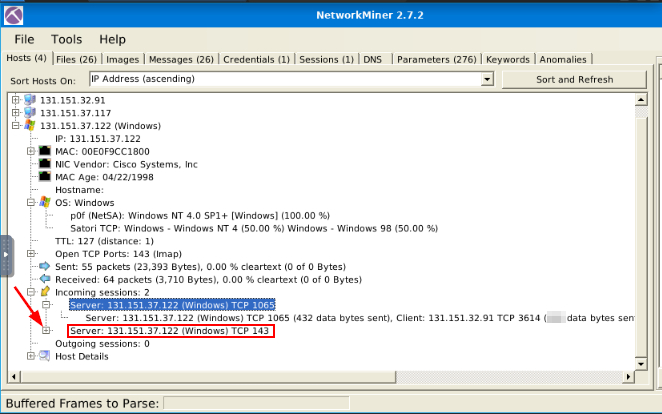 NetworkMiner 2.7.2
File Tools Help
Hosts (4) Files (26) Images Messages (26) Credentials (1) Sessions (1) DNS Parameters (276) Keywords Anomalies
Sort Hosts On: IP Address (ascending) Sort and Refresh
131.151.32.91
131.151.37.117
131.151.37.122 (Windows)
IP: 131.151.37.122
MAC: 00E0F9CC1800
NIC Vendor: Cisco Systems, Inc
MAC Age: 04/22/1998
Hostname:
OS: Windows
p0f (NetSA): Windows NT 4.0 SP1+ [Windows] (100.00 %)
Satori TCP: Windows - Windows NT 4 (50.00 %) Windows - Windows 98 (50.00 %)
TTL: 127 (distance: 1)
Open TCP Ports: 143 (Imap)
Sent: 55 packets (23,393 Bytes), 0.00 % cleartext (0 of 0 Bytes)
Received: 64 packets (3,710 Bytes), 0.00 % cleartext (0 of 0 Bytes)
Incoming sessions: 2
Server: 131.151.37.122 (Windows) TCP 1065
Server: 131.151.37.122 (Windows) TCP 1065 (432 data bytes sent), Client: 131.151.32.91 TCP 3614 ( data bytes sen
Server: 131.151.37.122 (Windows) TCP 143
Outgoing sessions: 0
Host Details
Buffered Frames to Parse: